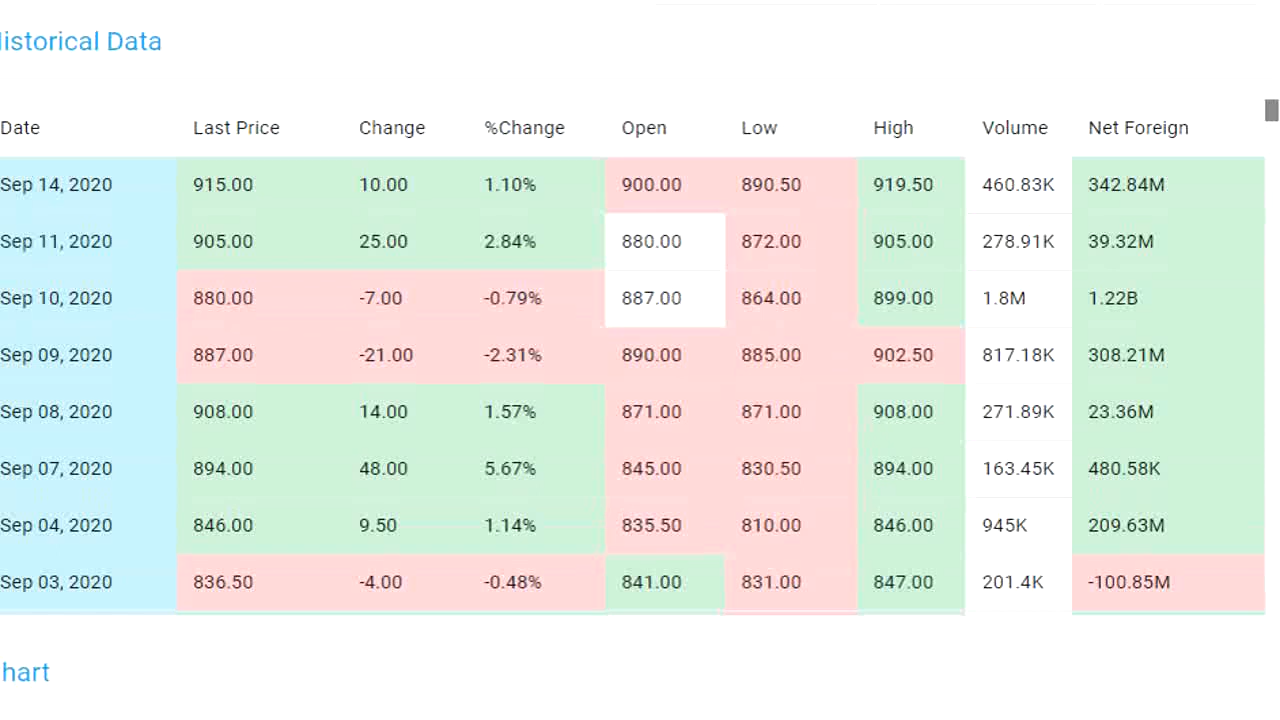 istorical Data
Date Last Price Change %Change Open Low High Volume Net Foreign
Sep 14, 2020 915.00 10.00 1.10% 900.00 890.50 919.50 460.83K 342.84M
Sep 11, 2020 905.00 25.00 2.84% 880.00 872.00 905.00 278.91K 39.32M
Sep 10, 2020 880.00 -7.00 -0.79% 887.00 864.00 899.00 1.8M 1.22B
Sep 09, 2020 887.00 -21.00 -2.31% 890.00 885.00 902.50 817.18K 308.21M
Sep 08, 2020 908.00 14.00 1.57% 871.00 871.00 908.00 271.89K 23.36M
Sep 07, 2020 894.00 48.00 5.67% 845.00 830.50 894.00 163.45K 480.58K
Sep 04, 2020 846.00 9.50 1.14% 835.50 810.00 846.00 945K 209.63M
Sep 03, 2020 836.50 -4.00 -0.48% 841.00 831.00 847.00 201.4K -100.85M
hart